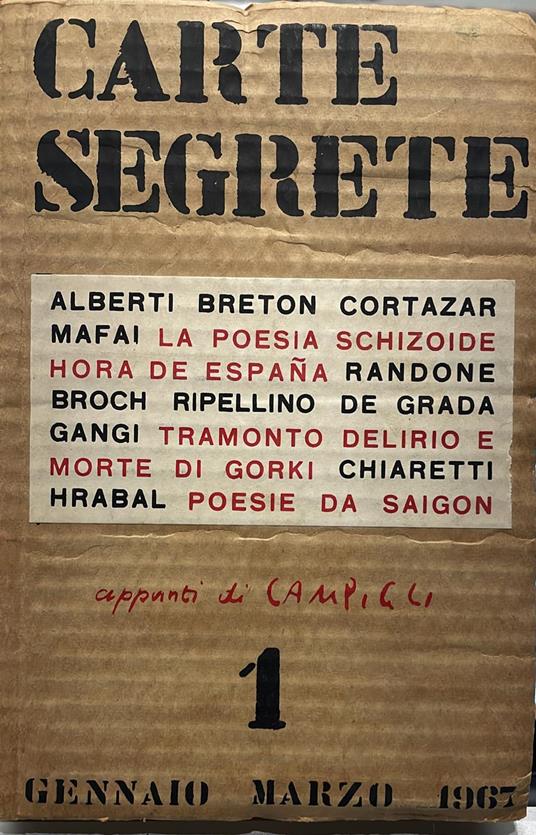 CARTE
SEGRETE
ALBERTI BRETON CORTAZAR
MAFAI LA POESIA SCHIZOIDE
HORA DE ESPAÑA RANDONE
BROCH RIPELLINO DE GRADA
GANGI TRAMONTO DELIRIO E
MORTE DI GORKI CHIARETTI
HRABAL POESIE DA SAIGON
appunti di CAMPIGLI
1
GENNAIO MARZO 1967